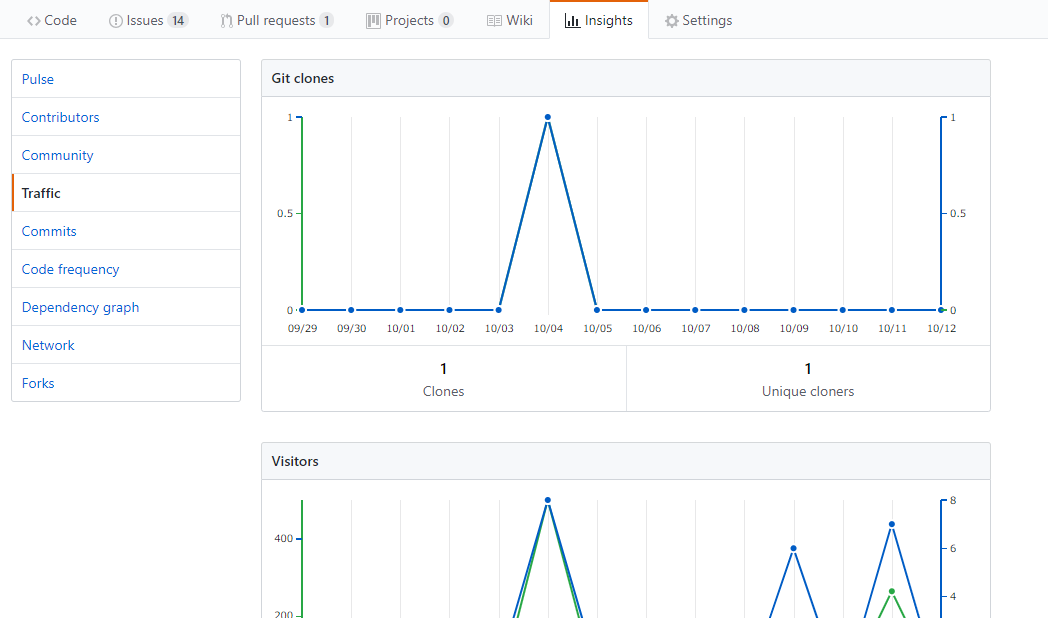 Code Issues 14 Pull requests 1 Projects 0 Wiki Insights Settings
Pulse
Contributors
Community
Traffic
Commits
Code frequency
Dependency graph
Network
Forks
Git clones
1 1
0.5 0.5
0 0
09/29 09/30 10/01 10/02 10/03 10/04 10/05 10/06 10/07 10/08 10/09 10/10 10/11 10/12
1 1
Clones Unique cloners
Visitors
8
400
6
4
200